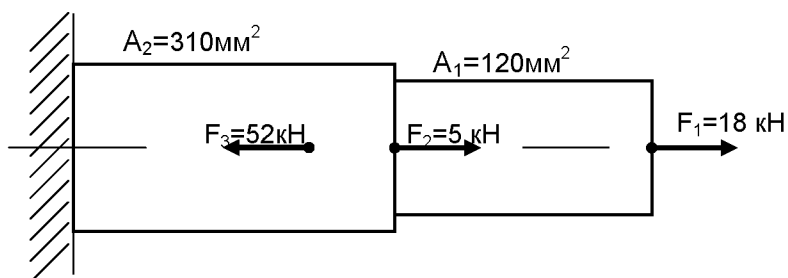 A₂=310мм²
A₁=120мм²
F₃=52кН
F₂=5 кН
F₁=18 кН